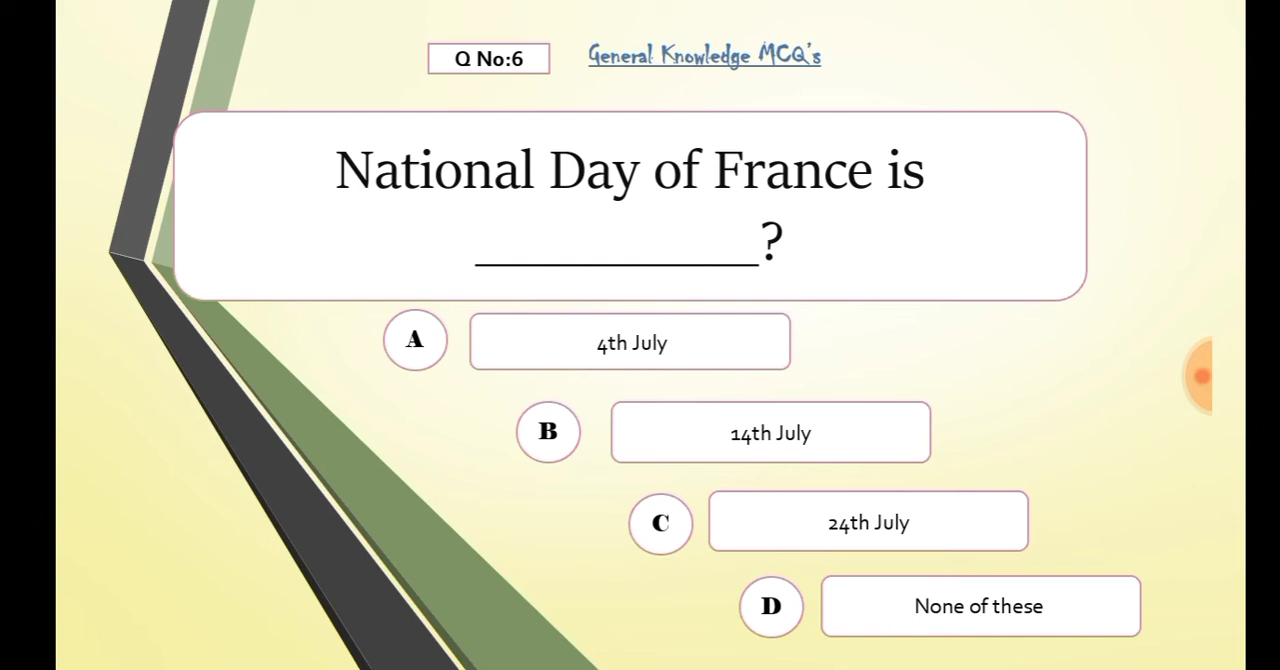 Q No:6
General Knowledge MCQ's
National Day of France is
____________?
A
4th July
B
14th July
C
24th July
D
None of these